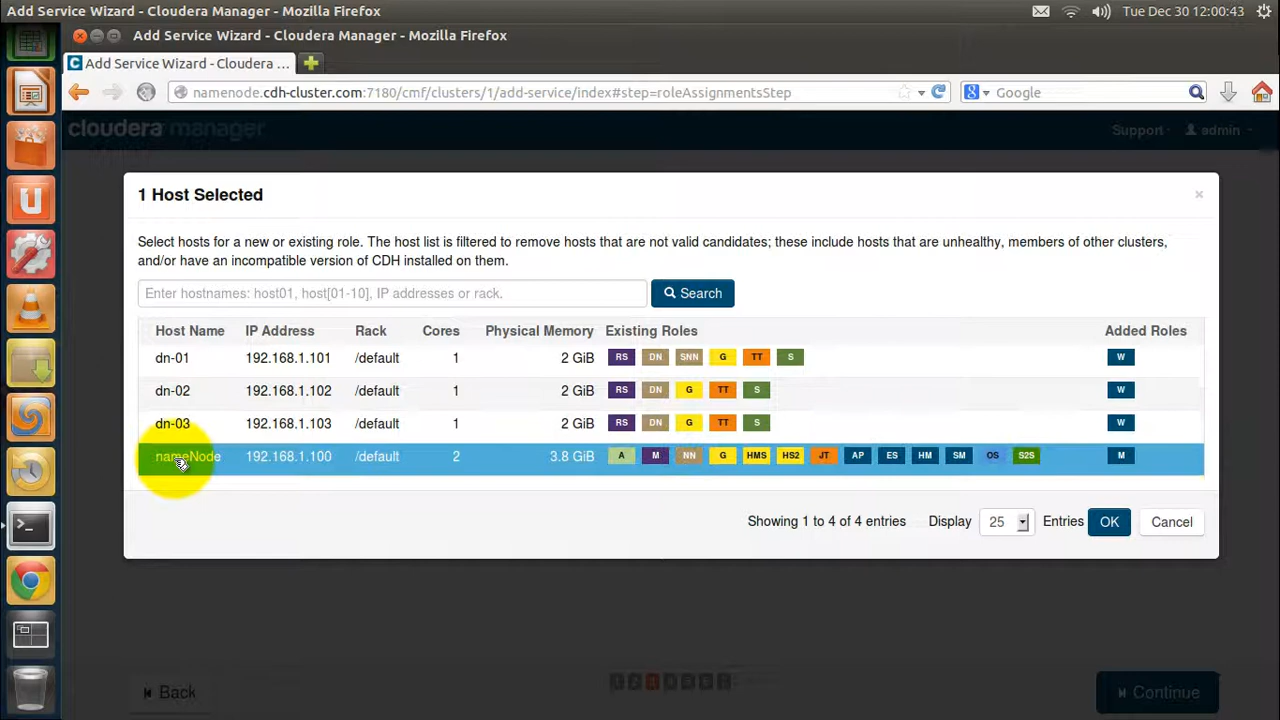 Add Service Wizard - Cloudera Manager - Mozilla Firefox
Tue Dec 30 12:00:43
Add Service Wizard - Cloudera Manager - Mozilla Firefox
Add Service Wizard - Cloudera ...
namenode.cdh-cluster.com:7180/cmf/clusters/1/add-service/index#step=roleAssignmentsStep
Google
cloudera manager
Support
admin
1 Host Selected
×
Select hosts for a new or existing role. The host list is filtered to remove hosts that are not valid candidates; these include hosts that are unhealthy, members of other clusters,
and/or have an incompatible version of CDH installed on them.
Enter hostnames: host01, host[01-10], IP addresses or rack.
Search
Host Name IP Address Rack Cores Physical Memory Existing Roles Added Roles
dn-01 192.168.1.101 /default 1 2 GiB RS DN SNN G TT S W
dn-02 192.168.1.102 /default 1 2 GiB RS DN G TT S W
dn-03 192.168.1.103 /default 1 2 GiB RS DN G TT S W
nameNode 192.168.1.100 /default 2 3.8 GiB A M NN G HMS HS2 JT AP ES HM SM OS S2S M
Showing 1 to 4 of 4 entries Display 25 Entries OK Cancel
Back
Continue